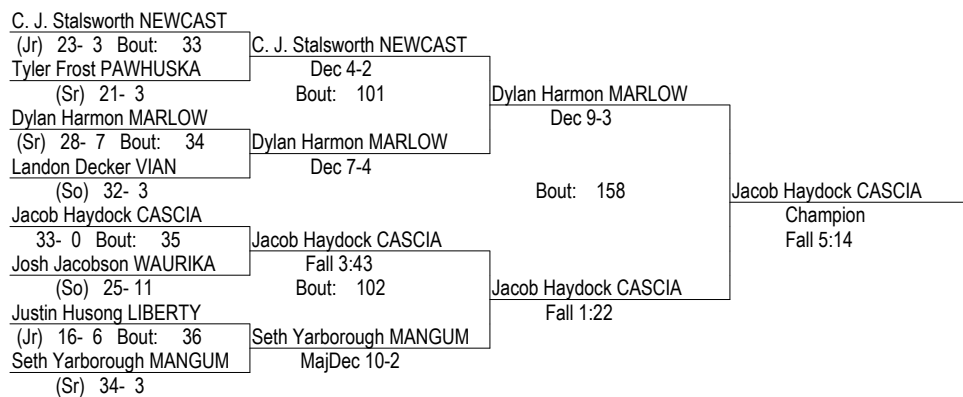 C. J. Stalsworth NEWCAST
(Jr) 23- 3 Bout: 33
Tyler Frost PAWHUSKA
(Sr) 21- 3
Dylan Harmon MARLOW
(Sr) 28- 7 Bout: 34
Landon Decker VIAN
(So) 32- 3
Jacob Haydock CASCIA
33- 0 Bout: 35
Josh Jacobson WAURIKA
(So) 25- 11
Justin Husong LIBERTY
(Jr) 16- 6 Bout: 36
Seth Yarborough MANGUM
(Sr) 34- 3
C. J. Stalsworth NEWCAST
Dec 4-2
Bout: 101
Dylan Harmon MARLOW
Dec 7-4
Jacob Haydock CASCIA
Fall 3:43
Bout: 102
Seth Yarborough MANGUM
MajDec 10-2
Dylan Harmon MARLOW
Dec 9-3
Bout: 158
Jacob Haydock CASCIA
Fall 1:22
Jacob Haydock CASCIA
Champion
Fall 5:14